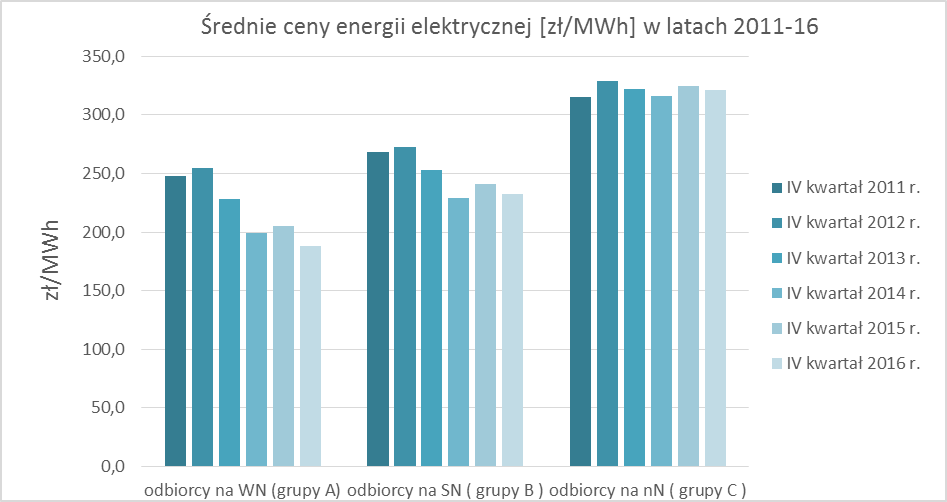 Średnie ceny energii elektrycznej [zł/MWh] w latach 2011-16
350,0
300,0
250,0
200,0
150,0
100,0
50,0
0,0
zł/MWh
odbiorcy na WN (grupy A)
odbiorcy na SN ( grupy B )
odbiorcy na nN ( grupy C )
IV kwartał 2011 r.
IV kwartał 2012 r.
IV kwartał 2013 r.
IV kwartał 2014 r.
IV kwartał 2015 r.
IV kwartał 2016 r.